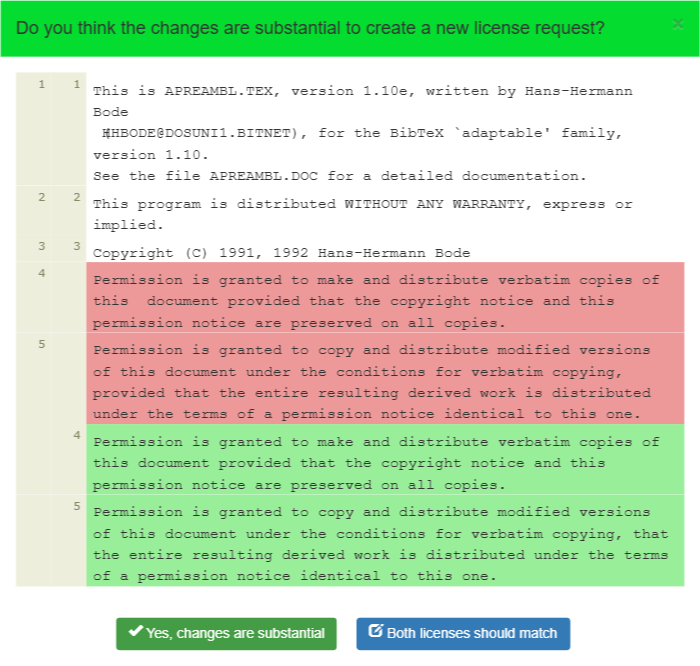 Do you think the changes are substantial to create a new license request?
×
1 1 This is APREAMBL.TEX, version 1.10e, written by Hans-Hermann
Bode
HHBODE@DOSUNI1.BITNET), for the BibTeX `adaptable' family,
version 1.10.
See the file APREAMBL.DOC for a detailed documentation.
2 2 This program is distributed WITHOUT ANY WARRANTY, express or
implied.
3 3 Copyright (C) 1991, 1992 Hans-Hermann Bode
4 Permission is granted to make and distribute verbatim copies of
this  document provided that the copyright notice and this
permission notice are preserved on all copies.
5 Permission is granted to copy and distribute modified versions
of this document under the conditions for verbatim copying,
provided that the entire resulting derived work is distributed
under the terms of a permission notice identical to this one.
4 Permission is granted to make and distribute verbatim copies of
this document provided that the copyright notice and this
permission notice are preserved on all copies.
5 Permission is granted to copy and distribute modified versions
of this document under the conditions for verbatim copying, that
the entire resulting derived work is distributed under the terms
of a permission notice identical to this one.
Yes, changes are substantial
Both licenses should match